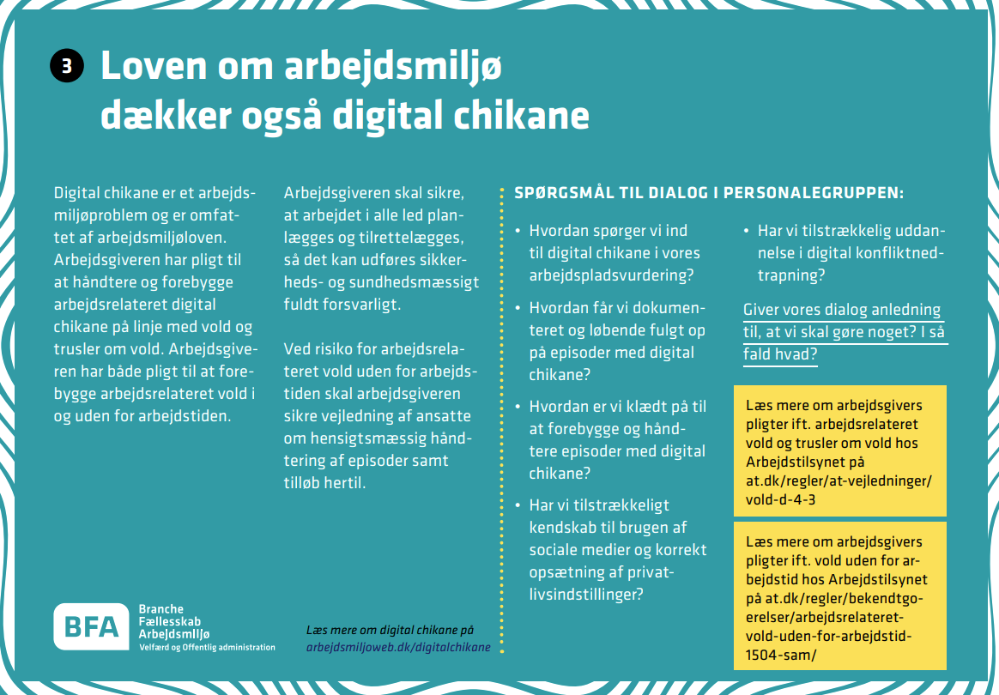 3
Loven om arbejdsmiljø
dækker også digital chikane
Digital chikane er et arbejds-
miljøproblem og er omfat-
tet af arbejdsmiljøloven.
Arbejdsgiveren har pligt til
at håndtere og forebygge
arbejdsrelateret digital
chikane på linje med vold og
trusler om vold. Arbejdsgive-
ren har både pligt til at fore-
bygge arbejdsrelateret vold i
og uden for arbejdstiden.
Arbejdsgiveren skal sikre,
at arbejdet i alle led plan-
lægges og tilrettelægges,
så det kan udføres sikker-
heds- og sundhedsmæssigt
fuldt forsvarligt.
Ved risiko for arbejdsrela-
teret vold uden for arbejds-
tiden skal arbejdsgiveren
sikre vejledning af ansatte
om hensigtsmæssig hånd-
tering af episoder samt
tilløb hertil.
SPØRGSMÅL TIL DIALOG I PERSONALEGRUPPEN:
• Hvordan spørger vi ind
til digital chikane i vores
arbejdspladsvurdering?
• Hvordan får vi dokumen-
teret og løbende fulgt op
på episoder med digital
chikane?
• Hvordan er vi klædt på til
at forebygge og hånd-
tere episoder med digital
chikane?
• Har vi tilstrækkeligt
kendskab til brugen af
sociale medier og korrekt
opsætning af privat-
livsindstillinger?
• Har vi tilstrækkelig uddan-
nelse i digital konfliktned-
trapning?
Giver vores dialog anledning
til, at vi skal gøre noget? I så
fald hvad?
Læs mere om arbejdsgivers
pligter ift. arbejdsrelateret
vold og trusler om vold hos
Arbejdstilsynet på
at.dk/regler/at-vejledninger/
vold-d-4-3
Læs mere om arbejdsgivers
pligter ift. vold uden for ar-
bejdstid hos Arbejdstilsynet
på at.dk/regler/bekendtgo-
erelser/arbejdsrelateret-
vold-uden-for-arbejdstid-
1504-sam/
BFA
Branche
Fællesskab
Arbejdsmiljø
Velfærd og Offentlig administration
Læs mere om digital chikane på
arbejdsmiljoweb.dk/digitalchikane